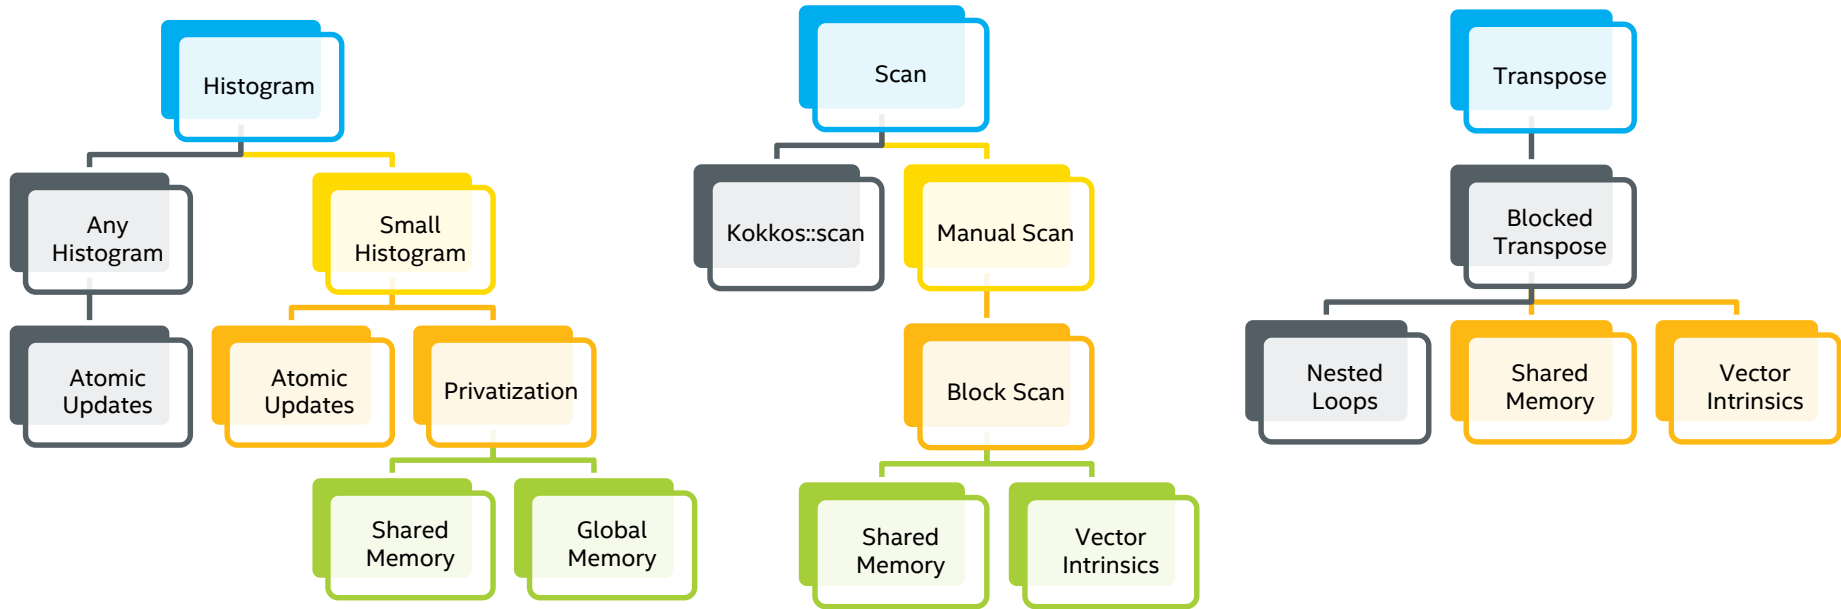 Histogram
Any
Histogram
Small
Histogram
Atomic
Updates
Atomic
Updates
Privatization
Shared
Memory
Global
Memory
Scan
Kokkos::scan
Manual Scan
Block Scan
Shared
Memory
Vector
Intrinsics
Transpose
Blocked
Transpose
Nested
Loops
Shared
Memory
Vector
Intrinsics